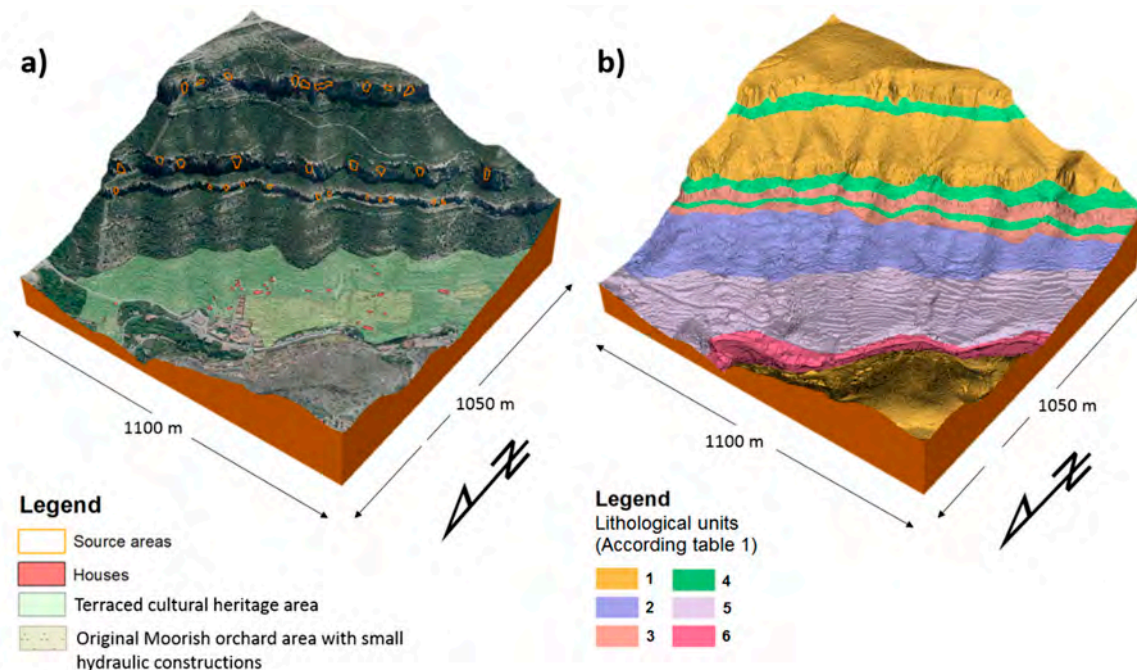 a)
1100 m
1050 m
N
Legend
Source areas
Houses
Terraced cultural heritage area
Original Moorish orchard area with small
hydraulic constructions
b)
1100 m
1050 m
N
Legend
Lithological units
(According table 1)
1
4
2
5
3
6